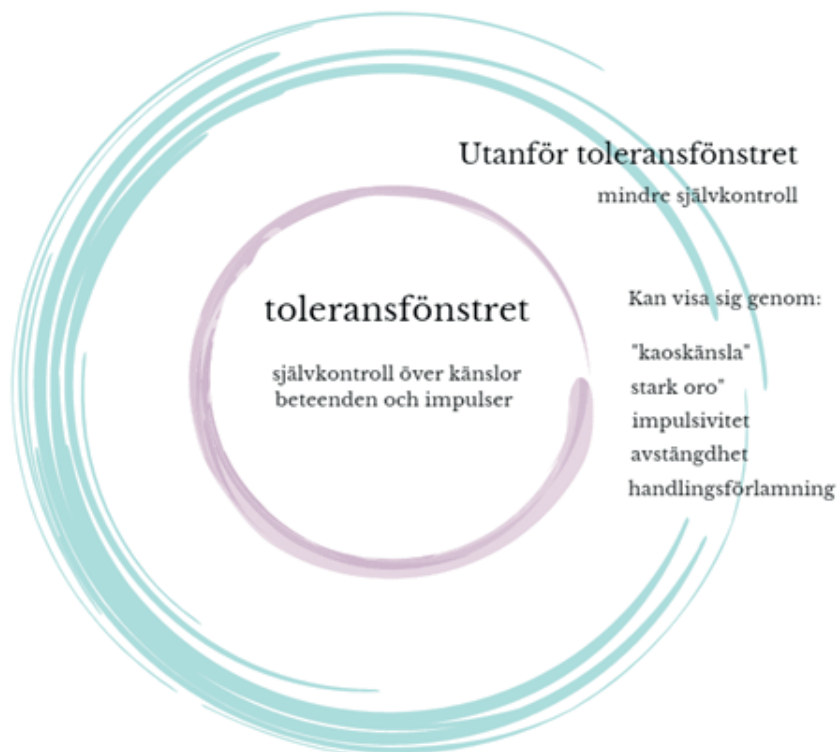 Utanför toleransfönstret
mindre självkontroll
toleransfönstret
självkontroll över känslor
beteenden och impulser
Kan visa sig genom:
"kaoskänsla"
stark oro"
impulsivitet
avstängdhet
handlingsförlamning